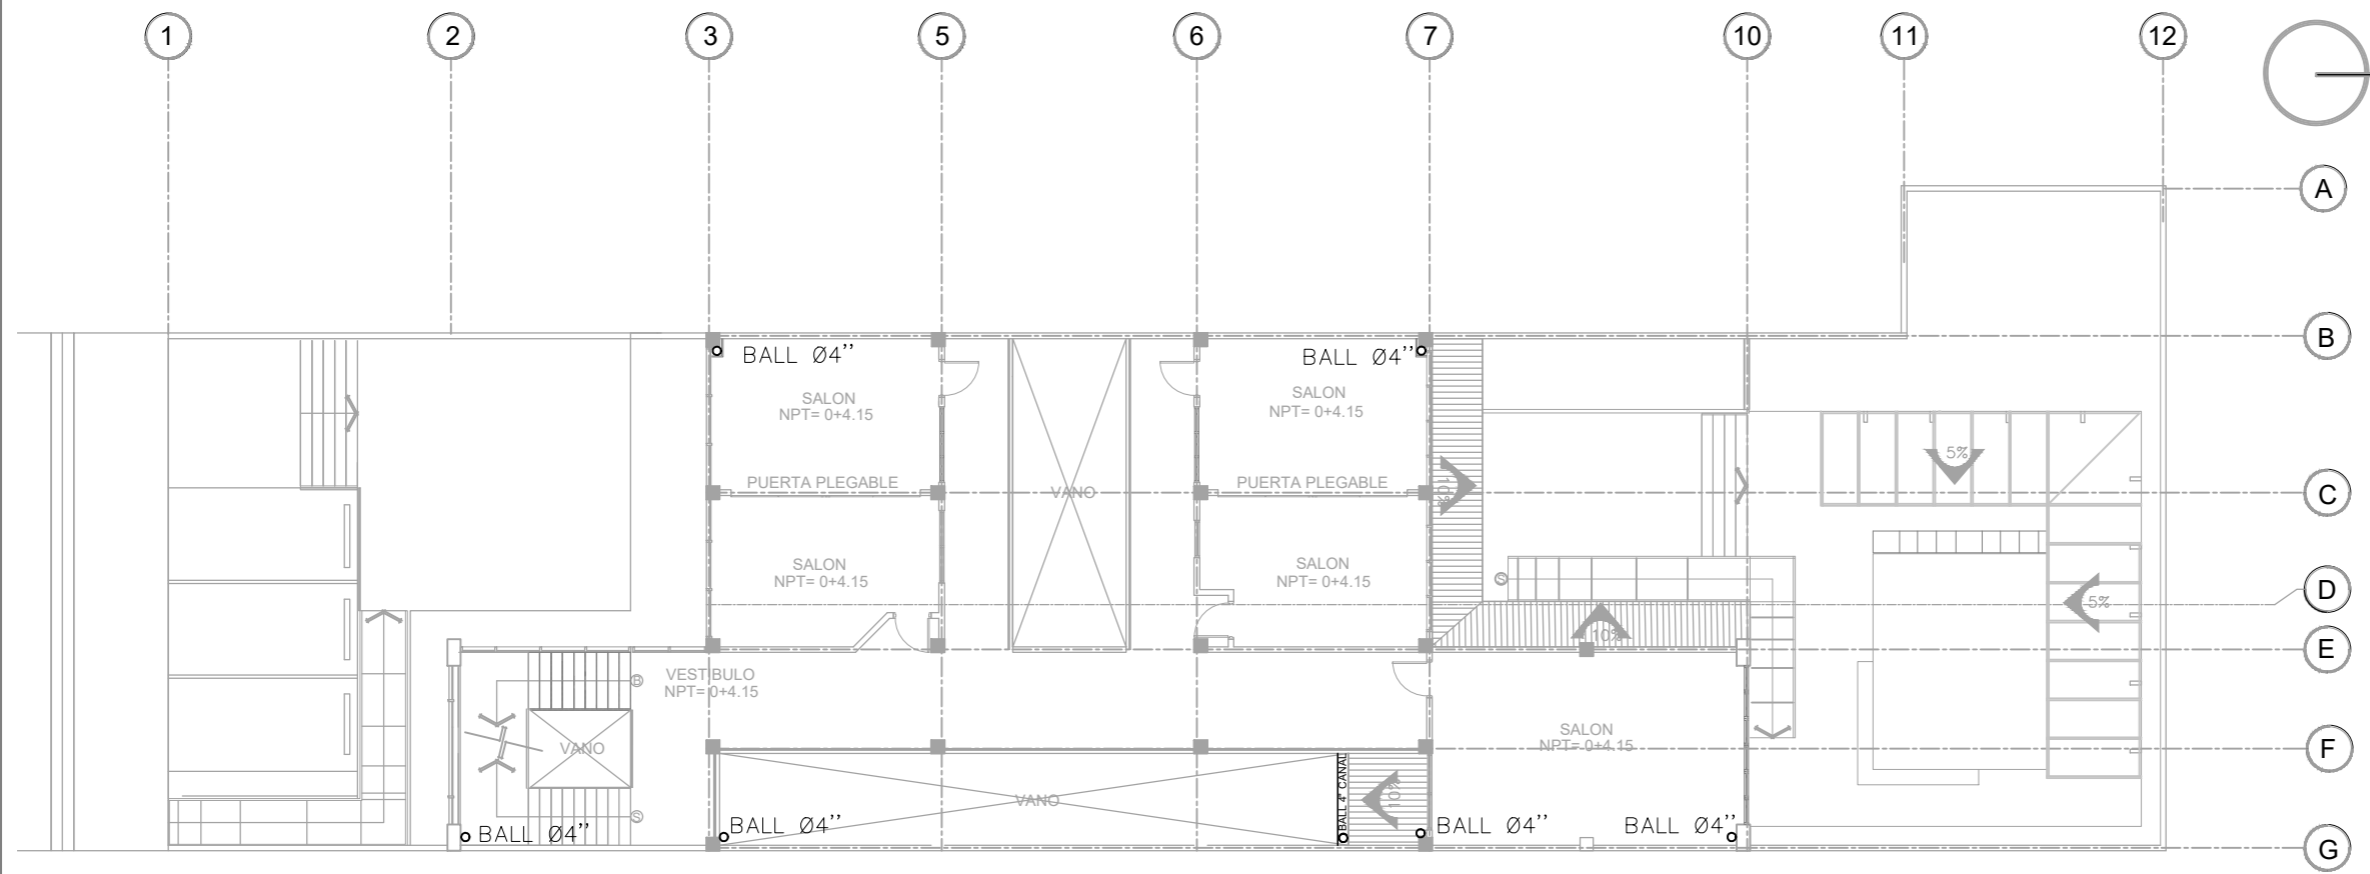 1
2
3
5
6
7
10
11
12
A
B
BALL Ø4''
BALL Ø4''
SALON
NPT= 0+4.15
SALON
NPT= 0+4.15
5%
PUERTA PLEGABLE
VANO
PUERTA PLEGABLE
10%
C
SALON
NPT= 0+4.15
SALON
NPT= 0+4.15
S
D
5%
10%
E
VESTIBULO
NPT= 0+4.15
B
VANO
SALON
NPT= 0+4.15
F
VANO
BALL 4" CANAL
10%
S
BALL Ø4''
BALL Ø4''
BALL Ø4''
BALL Ø4''
G